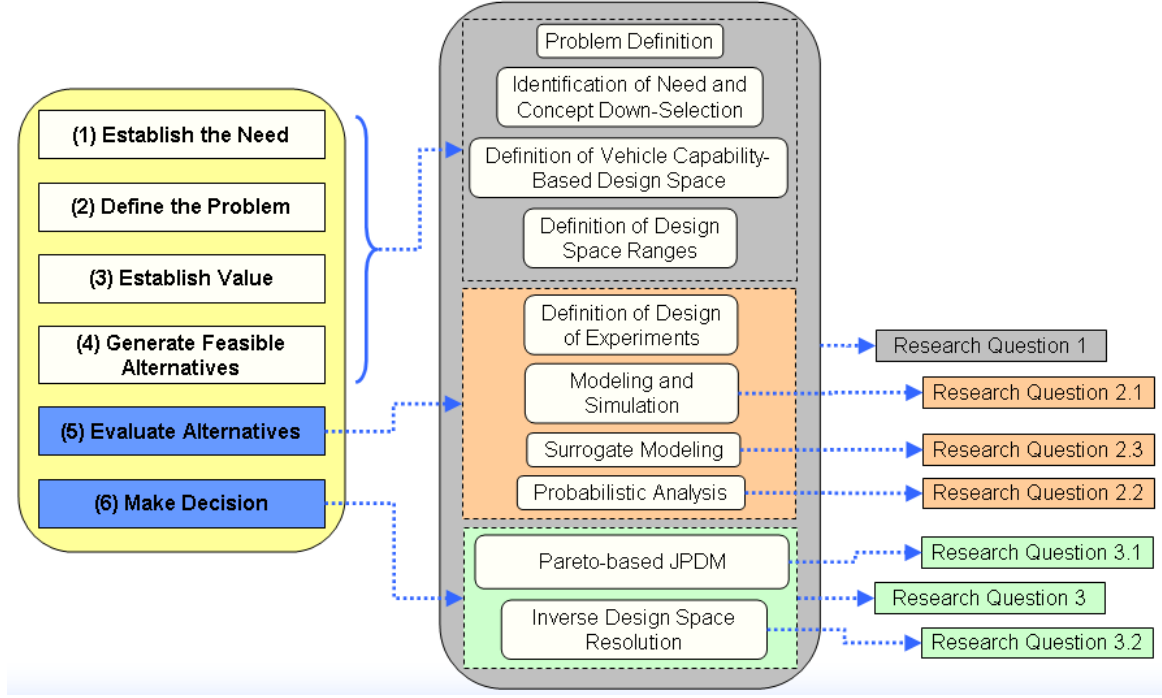 (1) Establish the Need
(2) Define the Problem
(3) Establish Value
(4) Generate Feasible
Alternatives
(5) Evaluate Alternatives
(6) Make Decision
Problem Definition
Identification of Need and
Concept Down-Selection
Definition of Vehicle Capability-
Based Design Space
Definition of Design
Space Ranges
Definition of Design
of Experiments
Modeling and
Simulation
Surrogate Modeling
Probabilistic Analysis
Pareto-based JPDM
Inverse Design Space
Resolution
Research Question 1
Research Question 2.1
Research Question 2.3
Research Question 2.2
Research Question 3.1
Research Question 3
Research Question 3.2